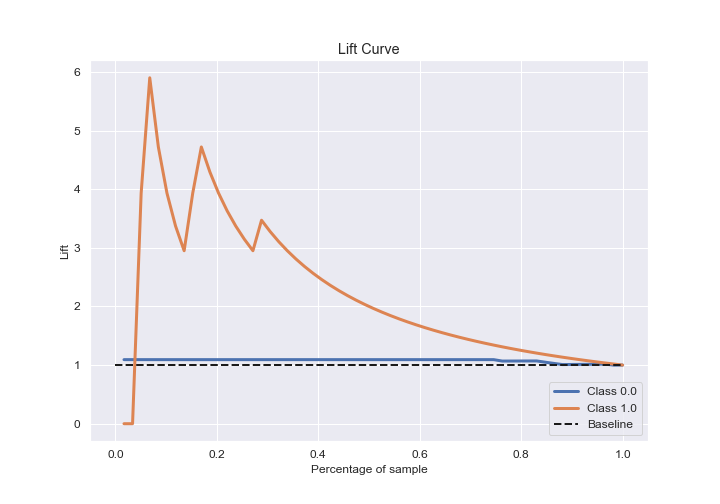 Lift Curve
6
5
4
3
2
1
0
Lift
0.0 0.2 0.4 0.6 0.8 1.0
Percentage of sample
Class 0.0
Class 1.0
Baseline